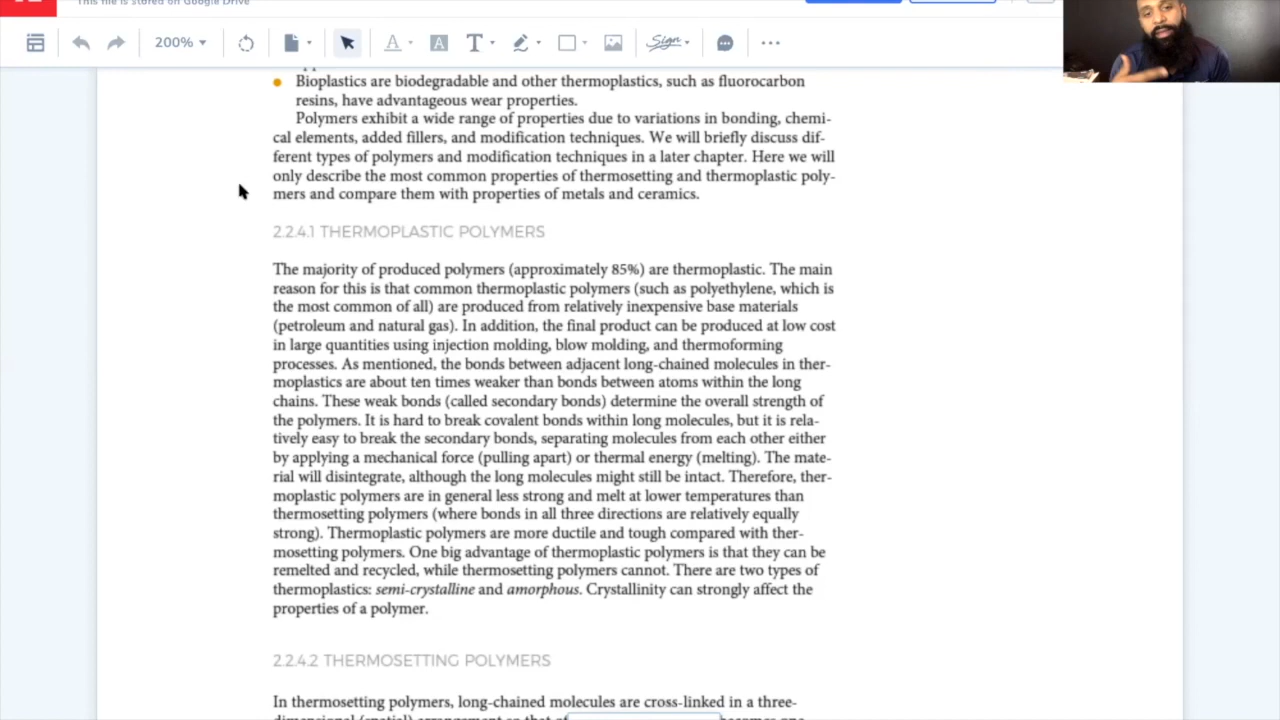 This file is stored on Google Drive
200%
T
Sign
Bioplastics are biodegradable and other thermoplastics, such as fluorocarbon
resins, have advantageous wear properties.
Polymers exhibit a wide range of properties due to variations in bonding, chemi-
cal elements, added fillers, and modification techniques. We will briefly discuss dif-
ferent types of polymers and modification techniques in a later chapter. Here we will
only describe the most common properties of thermosetting and thermoplastic poly-
mers and compare them with properties of metals and ceramics.
2.2.4.1 THERMOPLASTIC POLYMERS
The majority of produced polymers (approximately 85%) are thermoplastic. The main
reason for this is that common thermoplastic polymers (such as polyethylene, which is
the most common of all) are produced from relatively inexpensive base materials
(petroleum and natural gas). In addition, the final product can be produced at low cost
in large quantities using injection molding, blow molding, and thermoforming
processes. As mentioned, the bonds between adjacent long-chained molecules in ther-
moplastics are about ten times weaker than bonds between atoms within the long
chains. These weak bonds (called secondary bonds) determine the overall strength of
the polymers. It is hard to break covalent bonds within long molecules, but it is rela-
tively easy to break the secondary bonds, separating molecules from each other either
by applying a mechanical force (pulling apart) or thermal energy (melting). The mate-
rial will disintegrate, although the long molecules might still be intact. Therefore, ther-
moplastic polymers are in general less strong and melt at lower temperatures than
thermosetting polymers (where bonds in all three directions are relatively equally
strong). Thermoplastic polymers are more ductile and tough compared with ther-
mosetting polymers. One big advantage of thermoplastic polymers is that they can be
remelted and recycled, while thermosetting polymers cannot. There are two types of
thermoplastics: semi-crystalline and amorphous. Crystallinity can strongly affect the
properties of a polymer.
2.2.4.2 THERMOSETTING POLYMERS
In thermosetting polymers, long-chained molecules are cross-linked in a three-